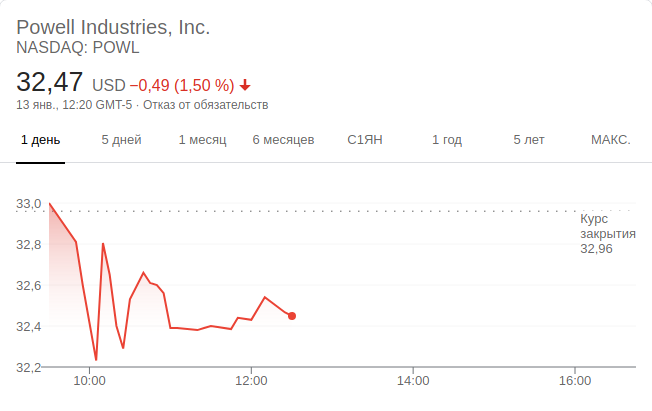 Powell Industries, Inc.
NASDAQ: POWL
32,47 USD −0,49 (1,50 %)
13 янв., 12:20 GMT-5 · Отказ от обязательств
1 день 5 дней 1 месяц 6 месяцев С1ЯН 1 год 5 лет МАКС.
33,0
Курс
закрытия
32,96
32,8
32,6
32,4
32,2
10:00 12:00 14:00 16:00